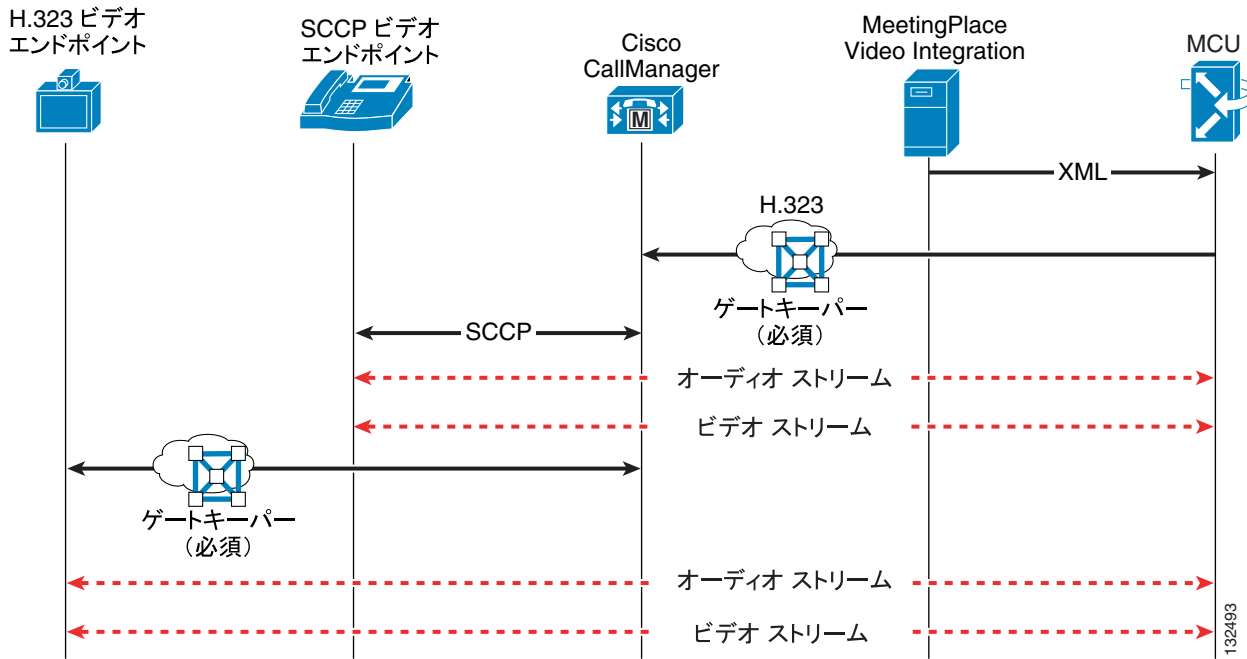 H.323 ビデオ
エンドポイント
SCCP ビデオ
エンドポイント
Cisco
CallManager
MeetingPlace
Video Integration
MCU
M
XML
H.323
ゲートキーパー
（必須）
SCCP
オーディオ ストリーム
ビデオ ストリーム
ゲートキーパー
（必須）
オーディオ ストリーム
ビデオ ストリーム
132493